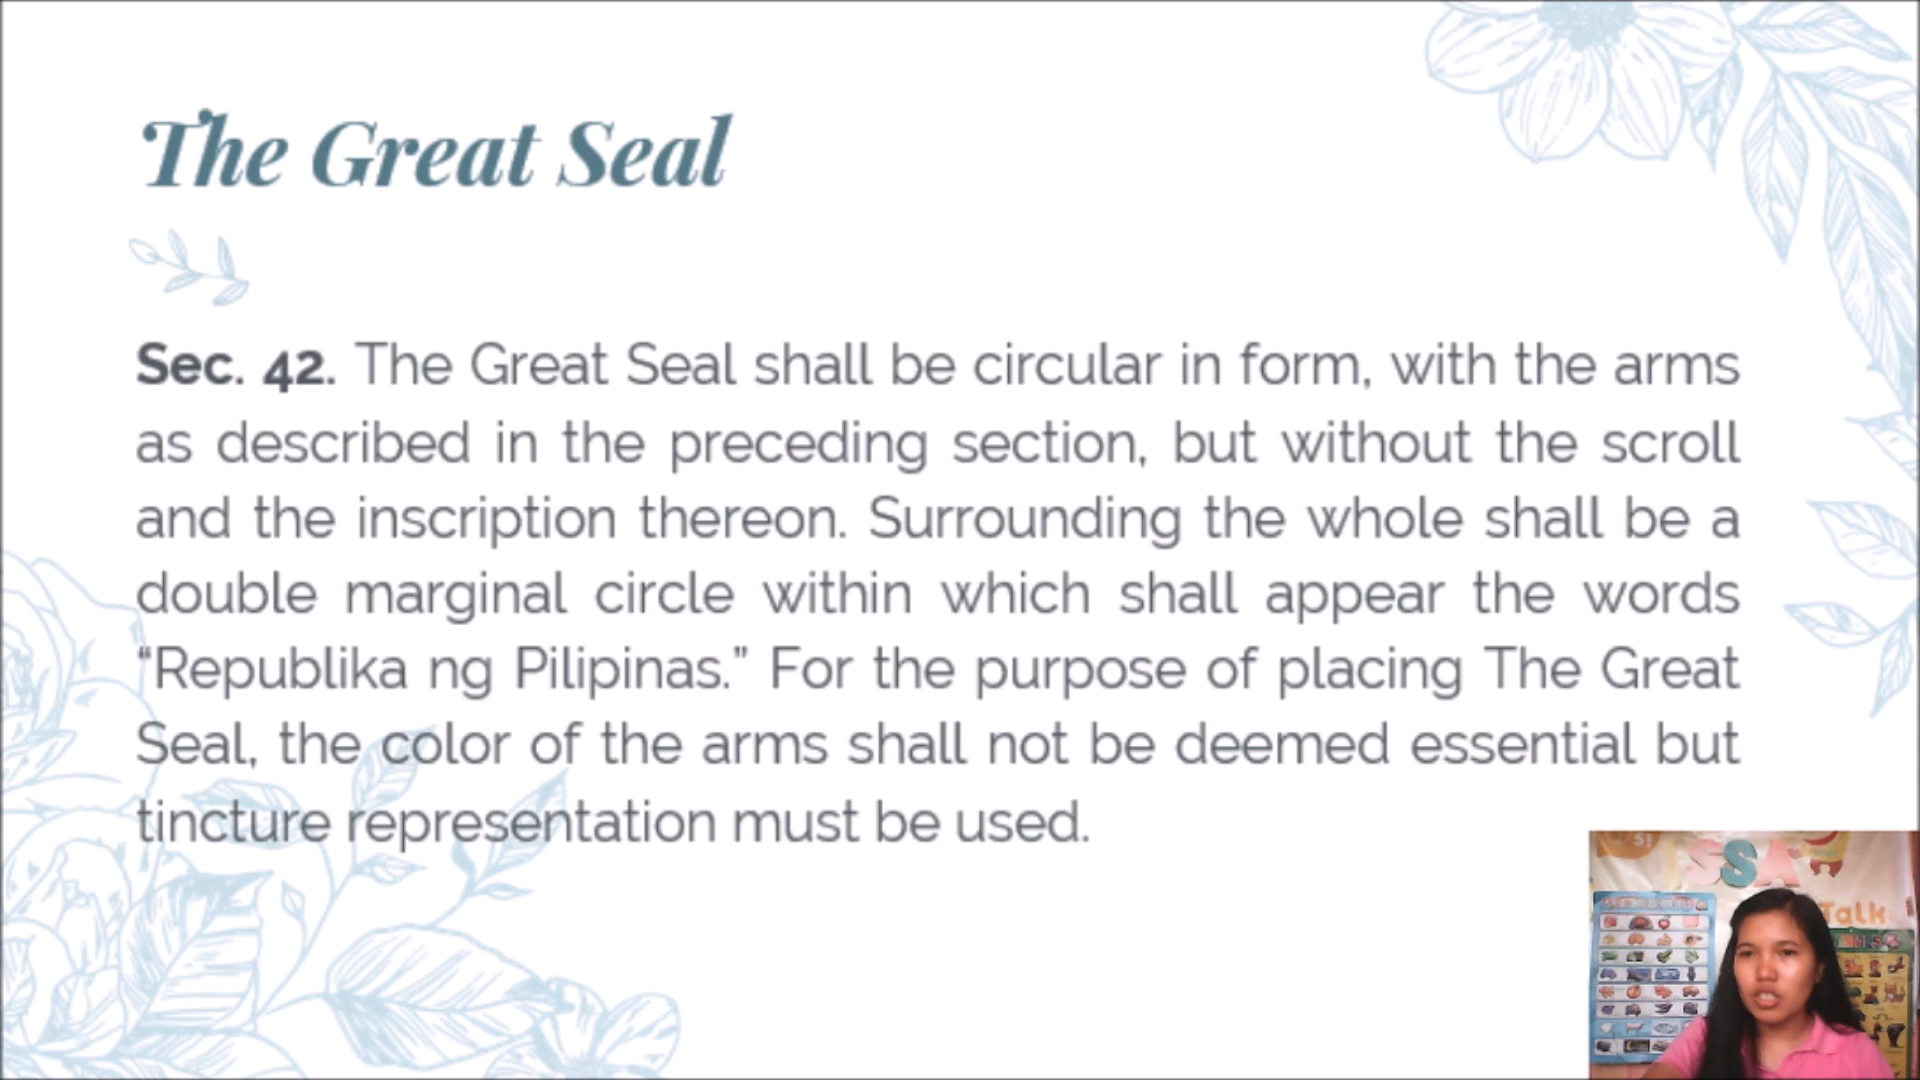 The Great Seal
Sec. 42. The Great Seal shall be circular in form, with the arms
as described in the preceding section, but without the scroll
and the inscription thereon. Surrounding the whole shall be a
double marginal circle within which shall appear the words
“Republika ng Pilipinas.” For the purpose of placing The Great
Seal, the color of the arms shall not be deemed essential but
tincture representation must be used.
SSA
Talk